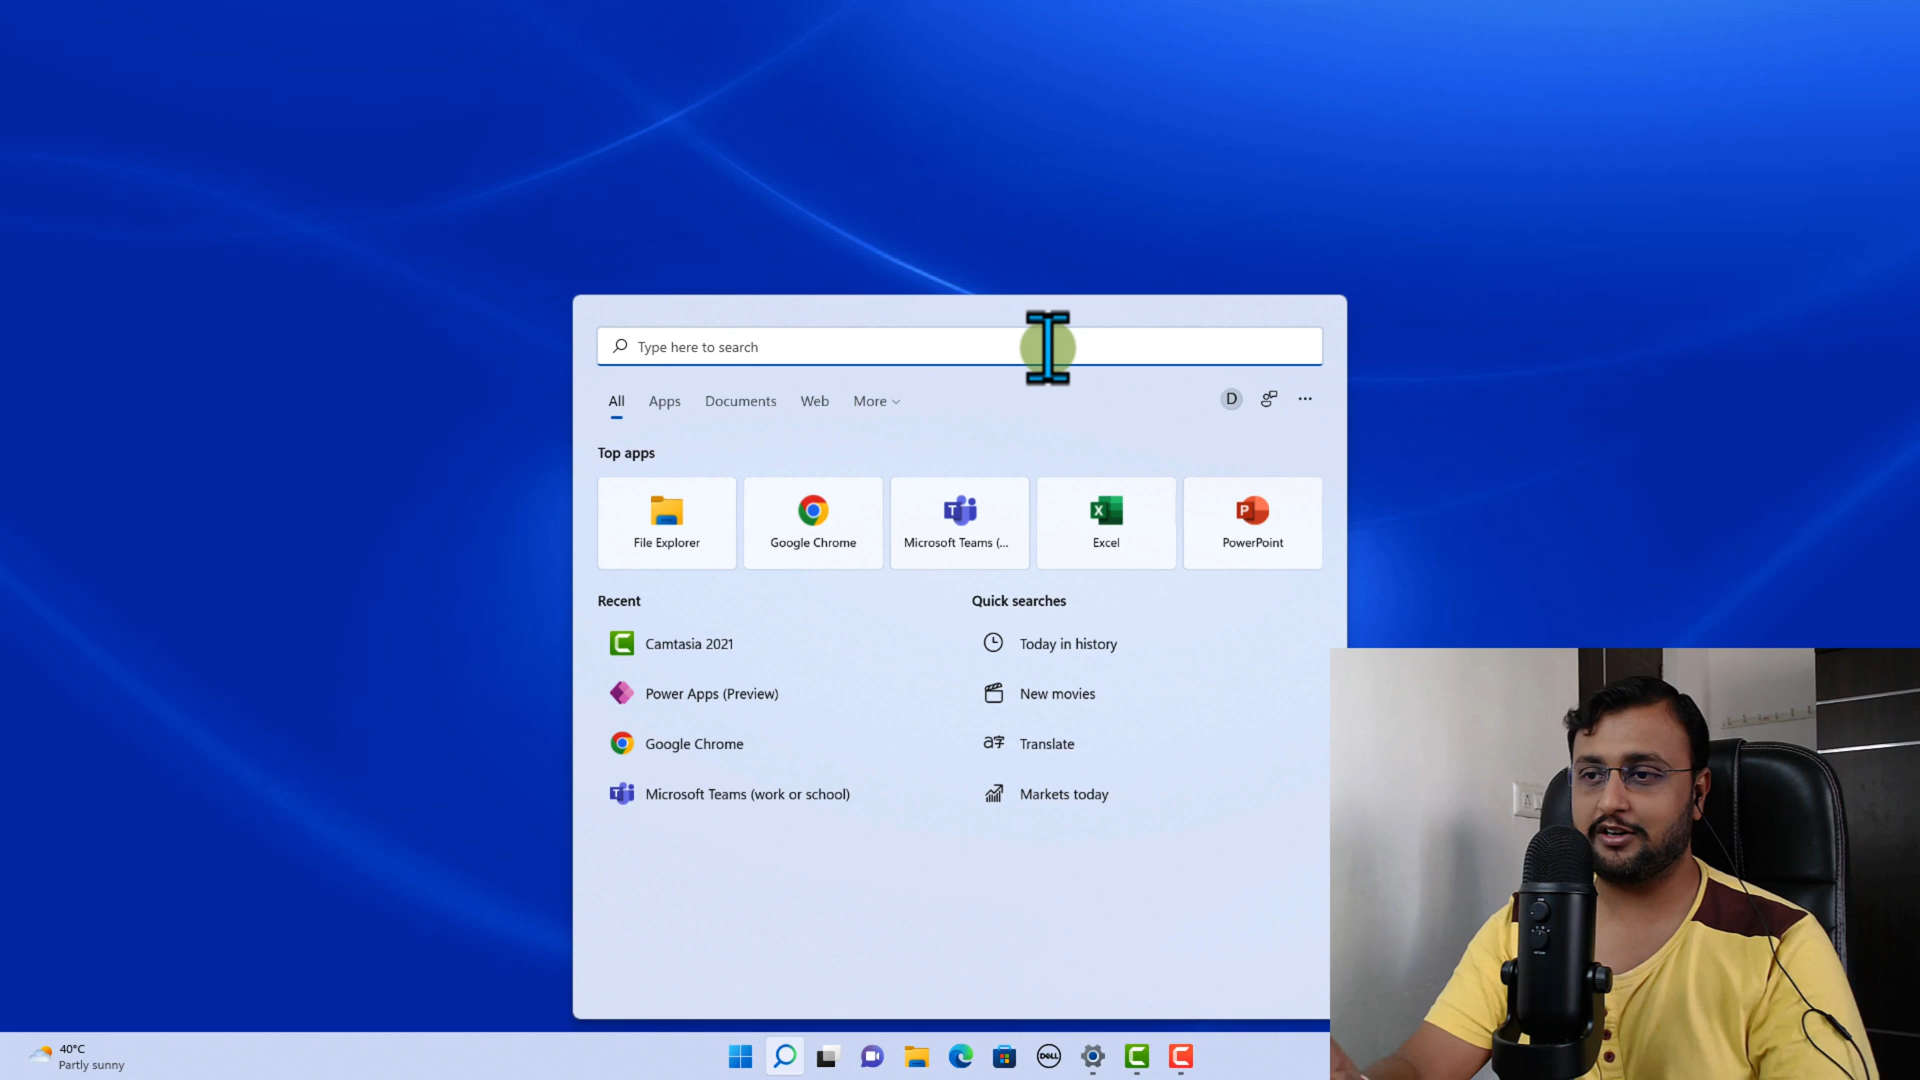 Type here to search
All Apps Documents Web More
D
Top apps
File Explorer
Google Chrome
Microsoft Teams (...
Excel
PowerPoint
Recent
Camtasia 2021
Power Apps (Preview)
Google Chrome
Microsoft Teams (work or school)
Quick searches
Today in history
New movies
Translate
Markets today
40°C
Partly sunny
DELL